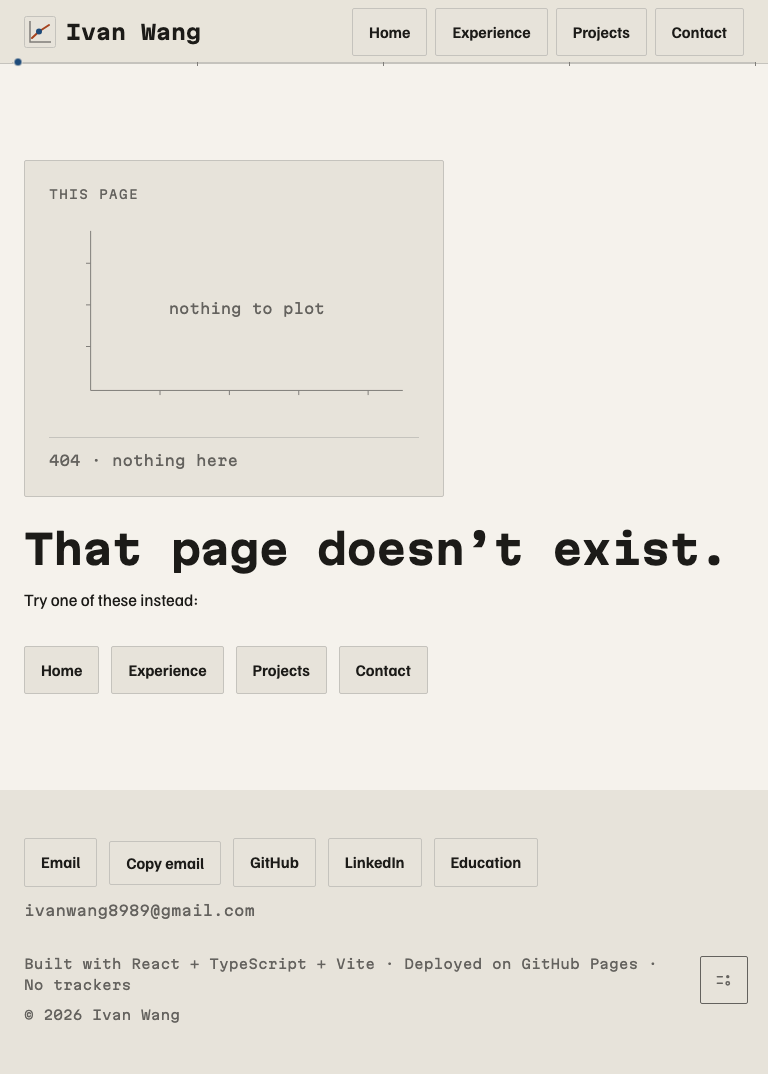 Ivan Wang
Home
Experience
Projects
Contact
THIS PAGE
nothing to plot
404 · nothing here
That page doesn’t exist.
Try one of these instead:
Home
Experience
Projects
Contact
Email
Copy email
GitHub
LinkedIn
Education
ivanwang8989@gmail.com
Built with React + TypeScript + Vite · Deployed on GitHub Pages ·
No trackers
© 2026 Ivan Wang